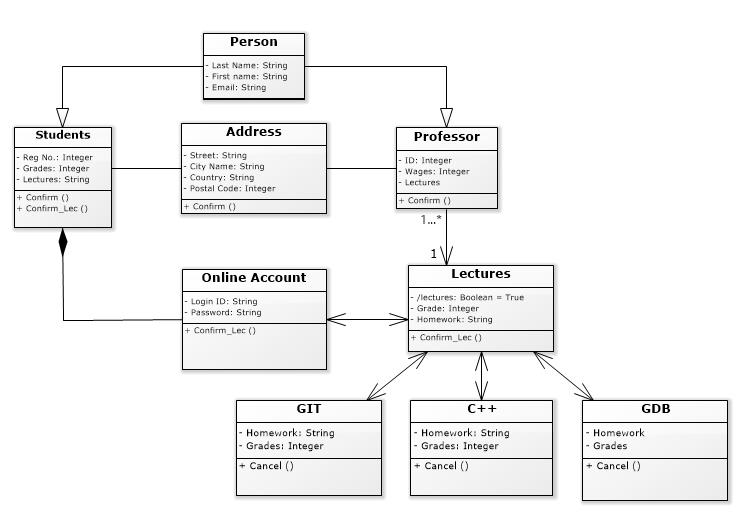 Person
- Last Name: String
- First name: String
- Email: String
Students
- Reg No.: Integer
- Grades: Integer
- Lectures: String
+ Confirm ()
+ Confirm_Lec ()
Address
- Street: String
- City Name: String
- Country: String
- Postal Code: Integer
+ Confirm ()
Professor
- ID: Integer
- Wages: Integer
- Lectures
+ Confirm ()
1...*
1
Online Account
- Login ID: String
- Password: String
+ Confirm_Lec ()
Lectures
- /lectures: Boolean = True
- Grade: Integer
- Homework: String
+ Confirm_Lec ()
GIT
- Homework: String
- Grades: Integer
+ Cancel ()
C++
- Homework: String
- Grades: Integer
+ Cancel ()
GDB
- Homework
- Grades
+ Cancel ()